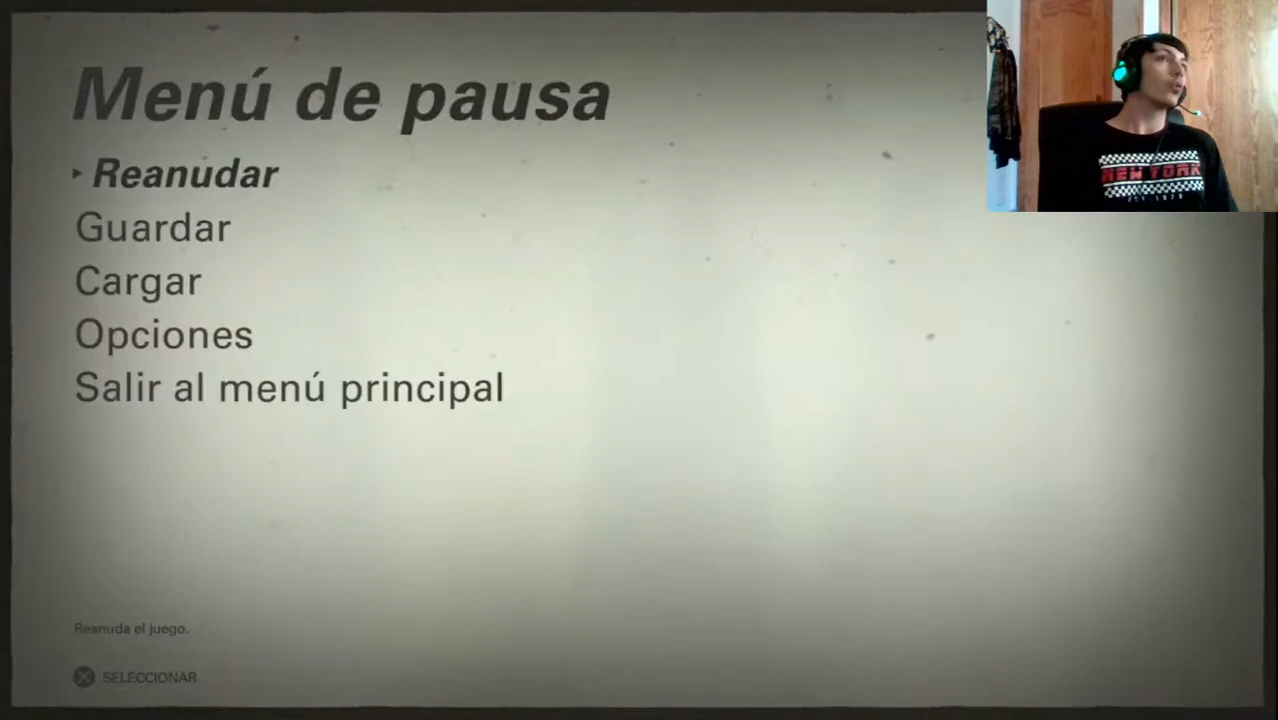 Menú de pausa
Reanudar
Guardar
Cargar
Opciones
Salir al menú principal
Reanuda el juego.
SELECCIONAR
NEW YORK